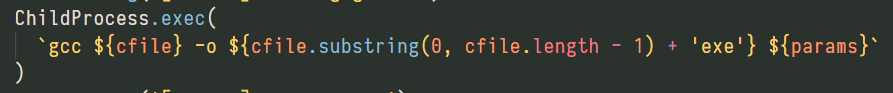 ChildProcess.exec(
`gcc ${cfile} -o ${cfile.substring(0, cfile.length - 1) + 'exe'} ${params}`
)